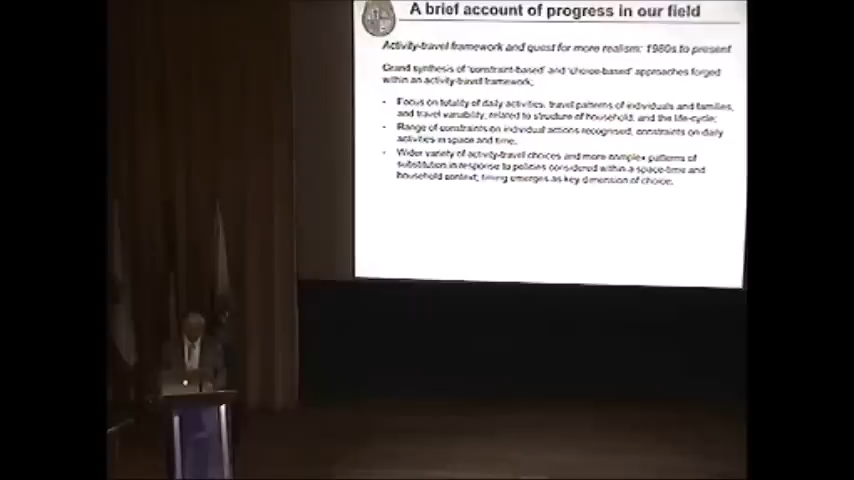 A brief account of progress in our field
Activity-travel framework and quest for more realism: 1980s to present
Grand synthesis of 'constraint-based' and 'choice-based' approaches forged
within an activity-travel framework;
• Focus on totality of daily activities, travel patterns of individuals and families,
and travel variability, related to structure of household, and the life-cycle;
• Range of constraints on individual actions recognised, constraints on daily
activities in space and time.
• Wider variety of activity-travel choices and more complex patterns of
substitution in response to policies considered within a space-time and
household context; timing emerges as key dimension of choice.